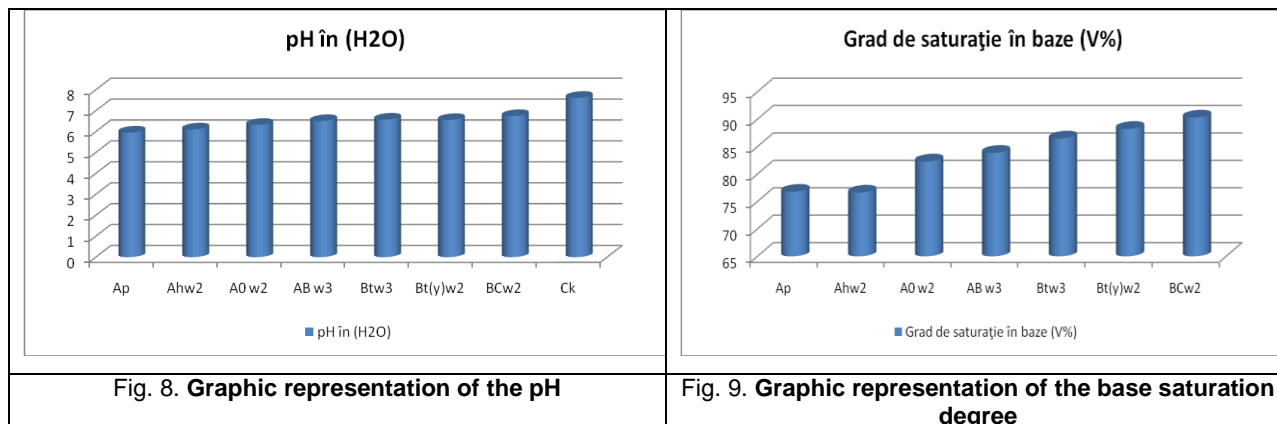 pH în (H2O)
8
7
6
5
4
3
2
1
0
Ap Ahw2 A0 w2 AB w3 Btw3 Bt(y)w2 BCw2 Ck
pH în (H2O)
Grad de saturaţie în baze (V%)
95
90
85
80
75
70
65
Ap Ahw2 A0 w2 AB w3 Btw3 Bt(y)w2 BCw2
Grad de saturaţie în baze (V%)
Fig. 8. Graphic representation of the pH
Fig. 9. Graphic representation of the base saturation
degree